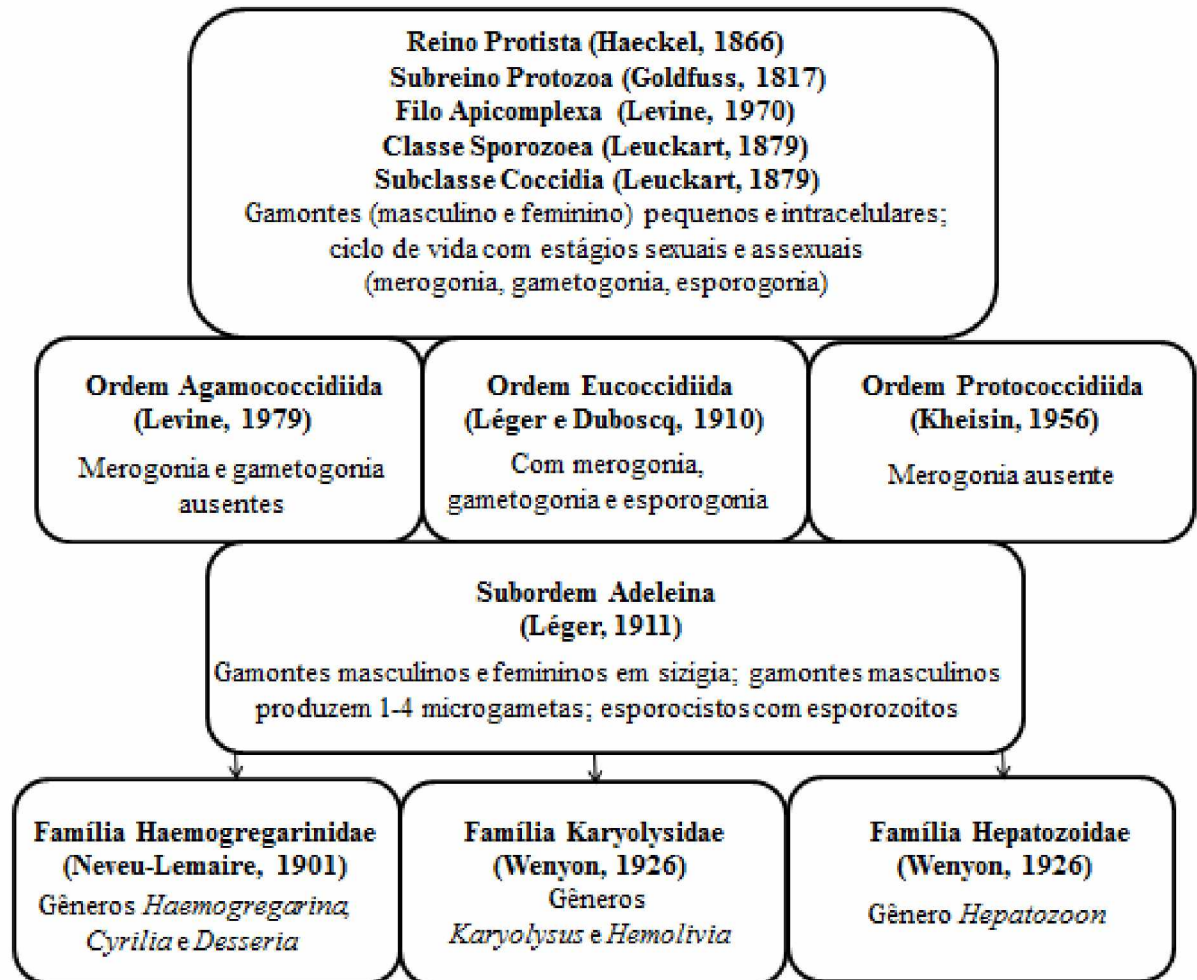 Reino Protista (Haeckel, 1866)
Subreino Protozoa (Goldfuss, 1817)
Filo Apicomplexa (Levine, 1970)
Classe Sporozoea (Leuckart, 1879)
Subclasse Coccidia (Leuckart, 1879)
Gamontes (masculino e feminino) pequenos e intracelulares;
ciclo de vida com estágios sexuais e assexuais
(merogonia, gametogonia, esporogonia)
Ordem Agamococcidiida
(Levine, 1979)
Merogonia e gametogonia
ausentes
Ordem Eucoccidiida
(Léger e Duboscq, 1910)
Com merogonia,
gametogonia e esporogonia
Ordem Protococcidiida
(Kheisin, 1956)
Merogonia ausente
Subordem Adeleina
(Léger, 1911)
Gamontes masculinos e femininos em sizigia; gamontes masculinos
produzem 1-4 microgametas; esporocistos com esporozoitos
Família Haemogregarinidae
(Neveu-Lemaire, 1901)
Gêneros Haemogregarina,
Cyrilia e Desseria
Família Karyolysidae
(Wenyon, 1926)
Gêneros
Karyolysus e Hemolivia
Família Hepatozoidae
(Wenyon, 1926)
Gênero Hepatozoon